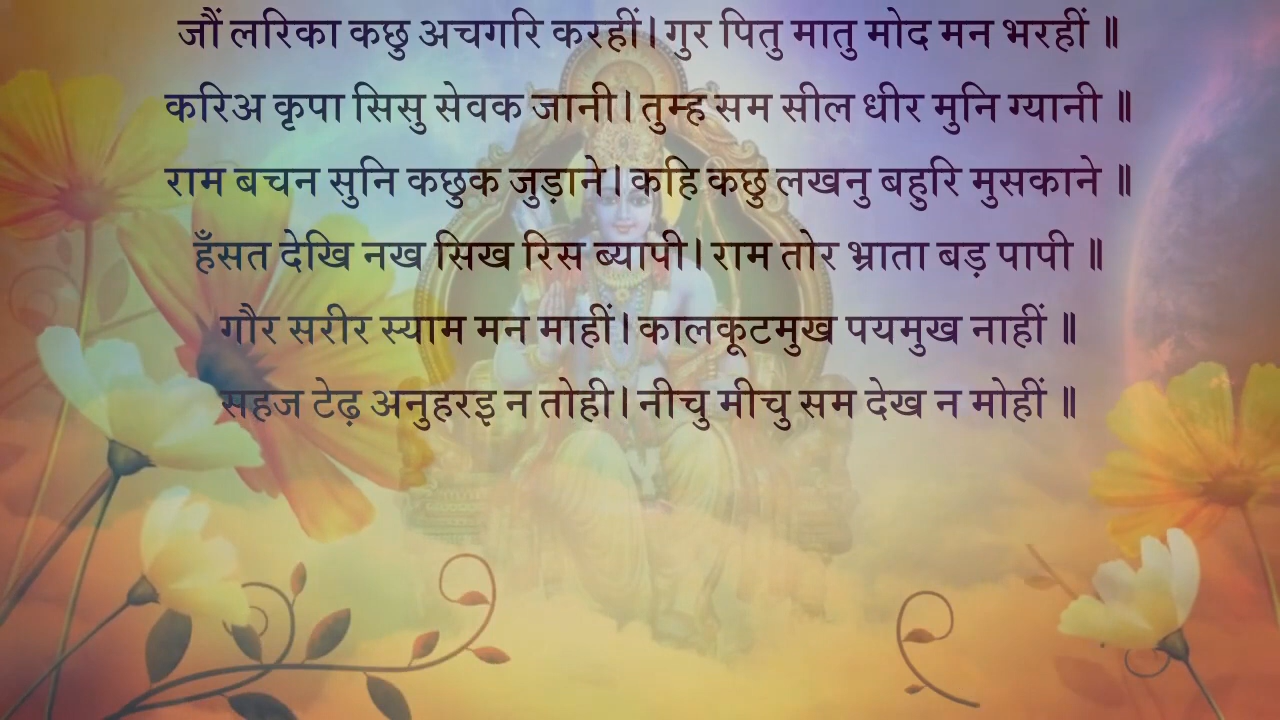 जौं लरिका कछु अचगरि करहीं। गुर पितु मातु मोद मन भरहीं ॥
करिअ कृपा सिसु सेवक जानी। तुम्ह सम सील धीर मुनि ग्यानी ॥
राम बचन सुनि कछुक जुड़ाने। कहि कछु लखनु बहुरि मुसकाने ॥
हँसत देखि नख सिख रिस ब्यापी। राम तोर भ्राता बड़ पापी ॥
गौर सरीर स्याम मन माहीं। कालकूटमुख पयमुख नाहीं ॥
सहज टेढ़ अनुहरइ न तोही। नीचु मीचु सम देख न मोहीं ॥